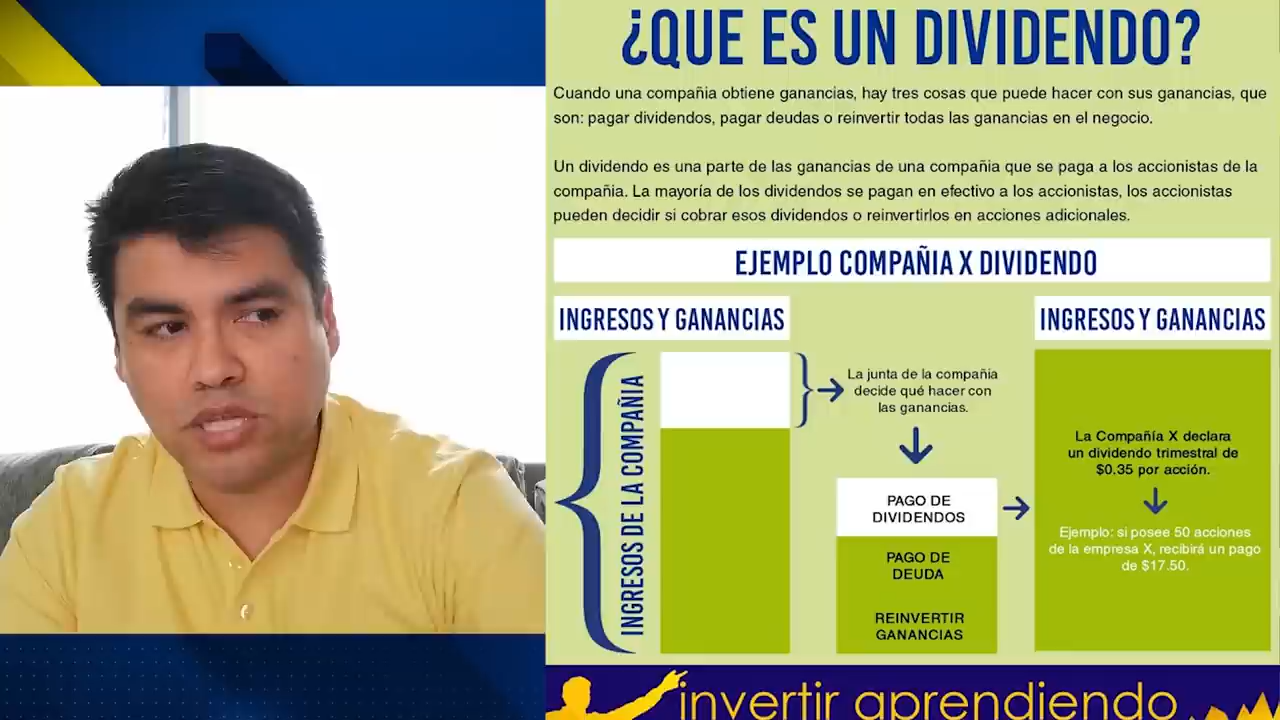 ¿QUE ES UN DIVIDENDO?
Cuando una compañia obtiene ganancias, hay tres cosas que puede hacer con sus ganancias, que
son: pagar dividendos, pagar deudas o reinvertir todas las ganancias en el negocio.
Un dividendo es una parte de las ganancias de una compañia que se paga a los accionistas de la
compañia. La mayoría de los dividendos se pagan en efectivo a los accionistas, los accionistas
pueden decidir si cobrar esos dividendos o reinvertirlos en acciones adicionales.
EJEMPLO COMPAÑIA X DIVIDENDO
INGRESOS Y GANANCIAS
INGRESOS DE LA COMPAÑIA
La junta de la compañia
decide qué hacer con
las ganancias.
PAGO DE
DIVIDENDOS
PAGO DE
DEUDA
REINVERTIR
GANANCIAS
INGRESOS Y GANANCIAS
La Compañía X declara
un dividendo trimestral de
$0.35 por acción.
Ejemplo: si posee 50 acciones
de la empresa X, recibirá un pago
de $17.50.
invertir aprendiendo